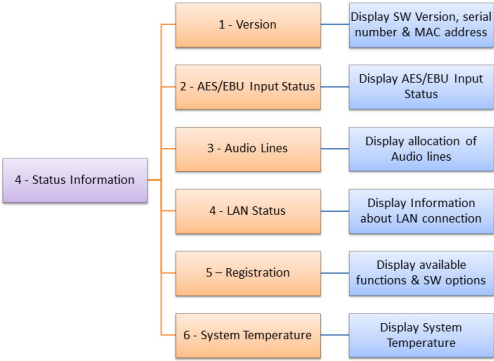 1 - Version
Display SW Version, serial
number & MAC address
2 - AES/EBU Input Status
Display AES/EBU Input
Status
3 - Audio Lines
Display allocation of
Audio lines
4 - Status Information
4 - LAN Status
Display Information
about LAN connection
5 – Registration
Display available
functions & SW options
6 - System Temperature
Display System
Temperature